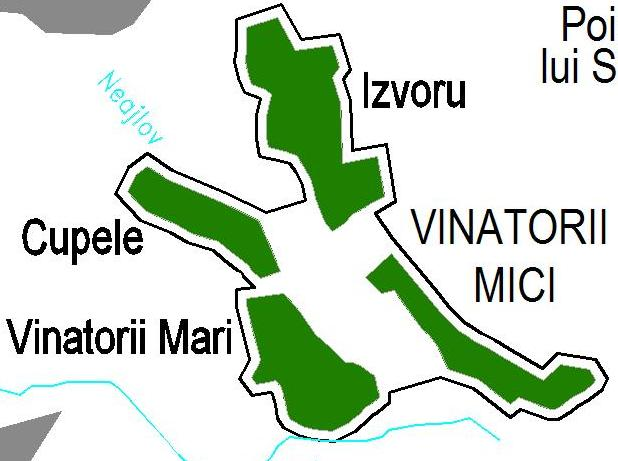 Poi
lui S
Neajlov
Izvoru
Cupele
VINATORII
MICI
Vinatorii Mari